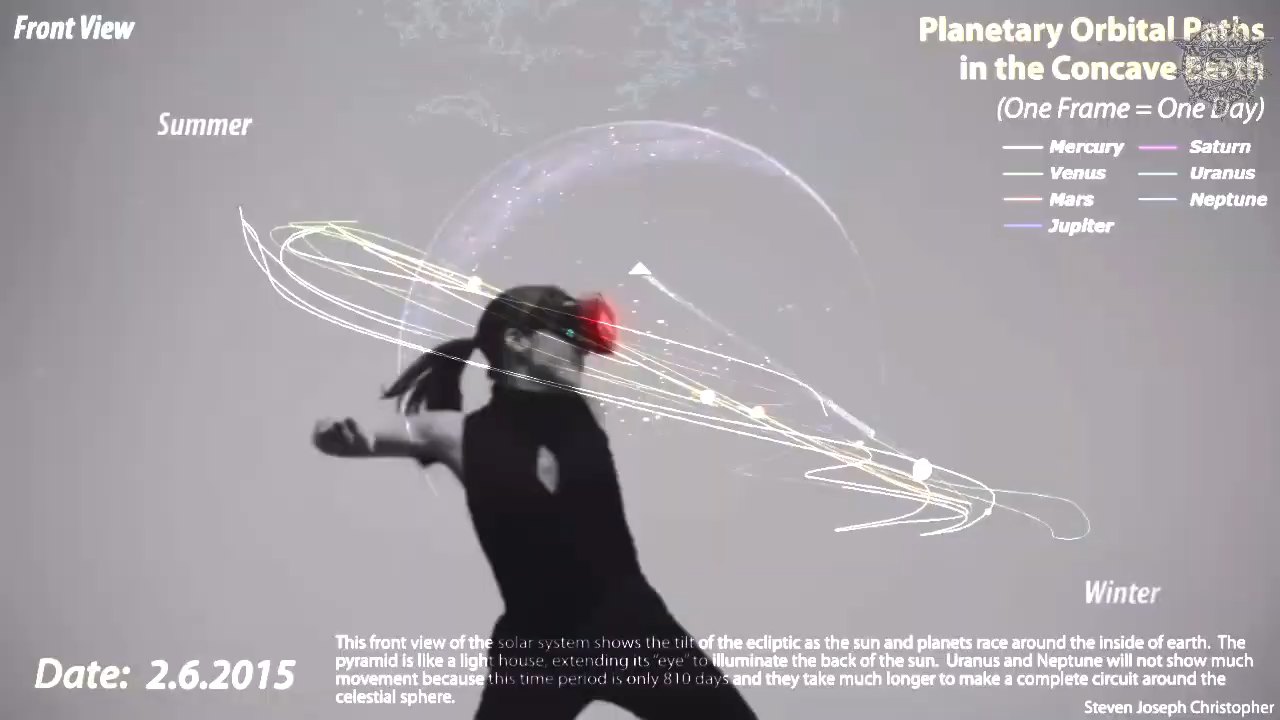 Front View
Planetary Orbital Paths
in the Concave Earth
(One Frame = One Day)
Summer
Mercury
Saturn
Venus
Uranus
Mars
Neptune
Jupiter
Winter
This front view of the solar system shows the tilt of the ecliptic as the sun and planets race around the inside of earth. The
pyramid is like a light house, extending its "eye" to illuminate the back of the sun. Uranus and Neptune will not show much
movement because this time period is only 810 days and they take much longer to make a complete circuit around the
celestial sphere.
Date: 2.6.2015
Steven Joseph Christopher